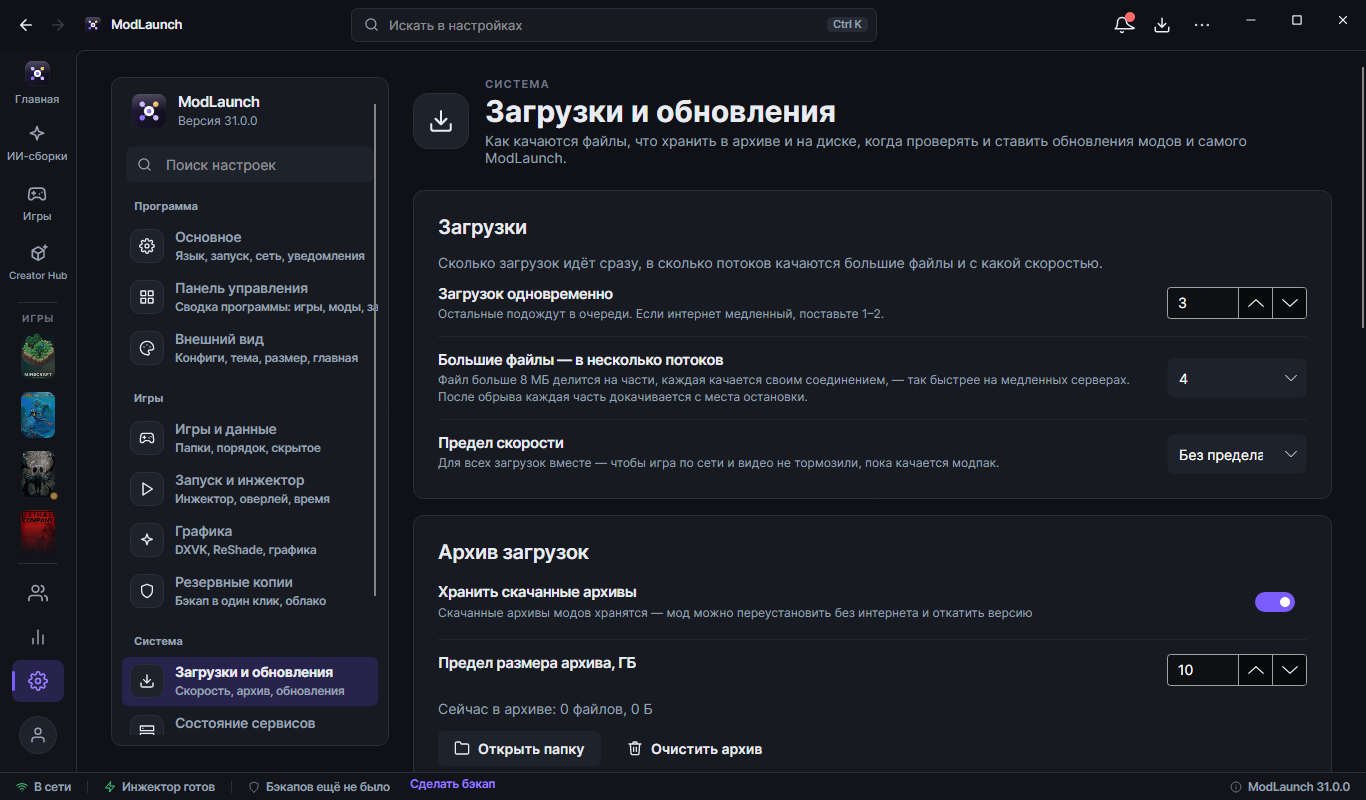 ModLaunch
Искать в настройках
Ctrl K
Главная
ИИ-сборки
Игры
Creator Hub
ИГРЫ
MINECRAFT
LETHAL
COMPANY
ModLaunch
Версия 31.0.0
Поиск настроек
Программа
Основное
Язык, запуск, сеть, уведомления
Панель управления
Сводка программы: игры, моды, за
Внешний вид
Конфиги, тема, размер, главная
Игры
Игры и данные
Папки, порядок, скрытое
Запуск и инжектор
Инжектор, оверлей, время
Графика
DXVK, ReShade, графика
Резервные копии
Бэкап в один клик, облако
Система
Загрузки и обновления
Скорость, архив, обновления
Состояние сервисов
СИСТЕМА
Загрузки и обновления
Как качаются файлы, что хранить в архиве и на диске, когда проверять и ставить обновления модов и самого
ModLaunch.
Загрузки
Сколько загрузок идёт сразу, в сколько потоков качаются большие файлы и с какой скоростью.
Загрузок одновременно
Остальные подождут в очереди. Если интернет медленный, поставьте 1–2.
3
Большие файлы — в несколько потоков
Файл больше 8 МБ делится на части, каждая качается своим соединением, — так быстрее на медленных серверах.
После обрыва каждая часть докачивается с места остановки.
4
Предел скорости
Для всех загрузок вместе — чтобы игра по сети и видео не тормозили, пока качается модпак.
Без предела
Архив загрузок
Хранить скачанные архивы
Скачанные архивы модов хранятся — мод можно переустановить без интернета и откатить версию
Предел размера архива, ГБ
10
Сейчас в архиве: 0 файлов, 0 Б
Открыть папку
Очистить архив
В сети
Инжектор готов
Бэкапов ещё не было
Сделать бэкап
ModLaunch 31.0.0